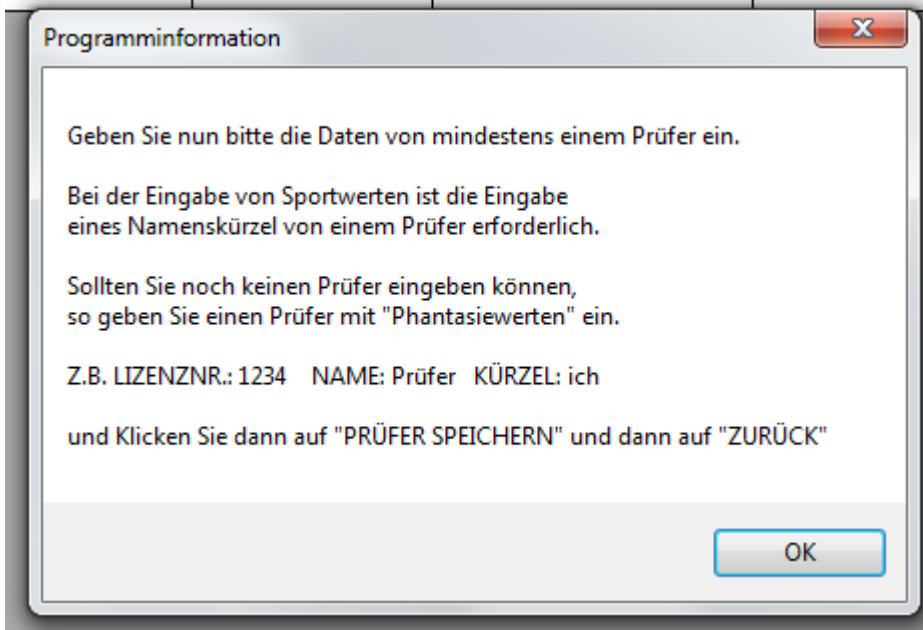 Programminformation
Geben Sie nun bitte die Daten von mindestens einem Prüfer ein.
Bei der Eingabe von Sportwerten ist die Eingabe
eines Namenskürzel von einem Prüfer erforderlich.
Sollten Sie noch keinen Prüfer eingeben können,
so geben Sie einen Prüfer mit "Phantasiewerten" ein.
Z.B. LIZENZNR.: 1234    NAME: Prüfer   KÜRZEL: ich
und Klicken Sie dann auf "PRÜFER SPEICHERN" und dann auf "ZURÜCK"
OK